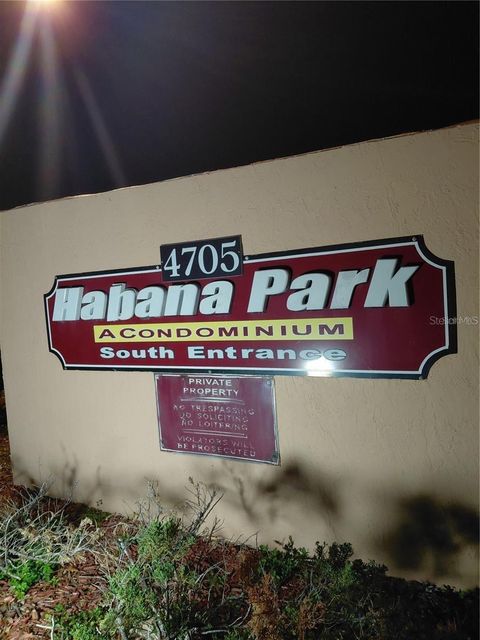 4705
Habana Park
A CONDOMINIUM
South Entrance
PRIVATE
PROPERTY
NO TRESPASSING
NO SOLICITING
NO LOITERING
VIOLATORS WILL
BE PROSECUTED
StellarMLS